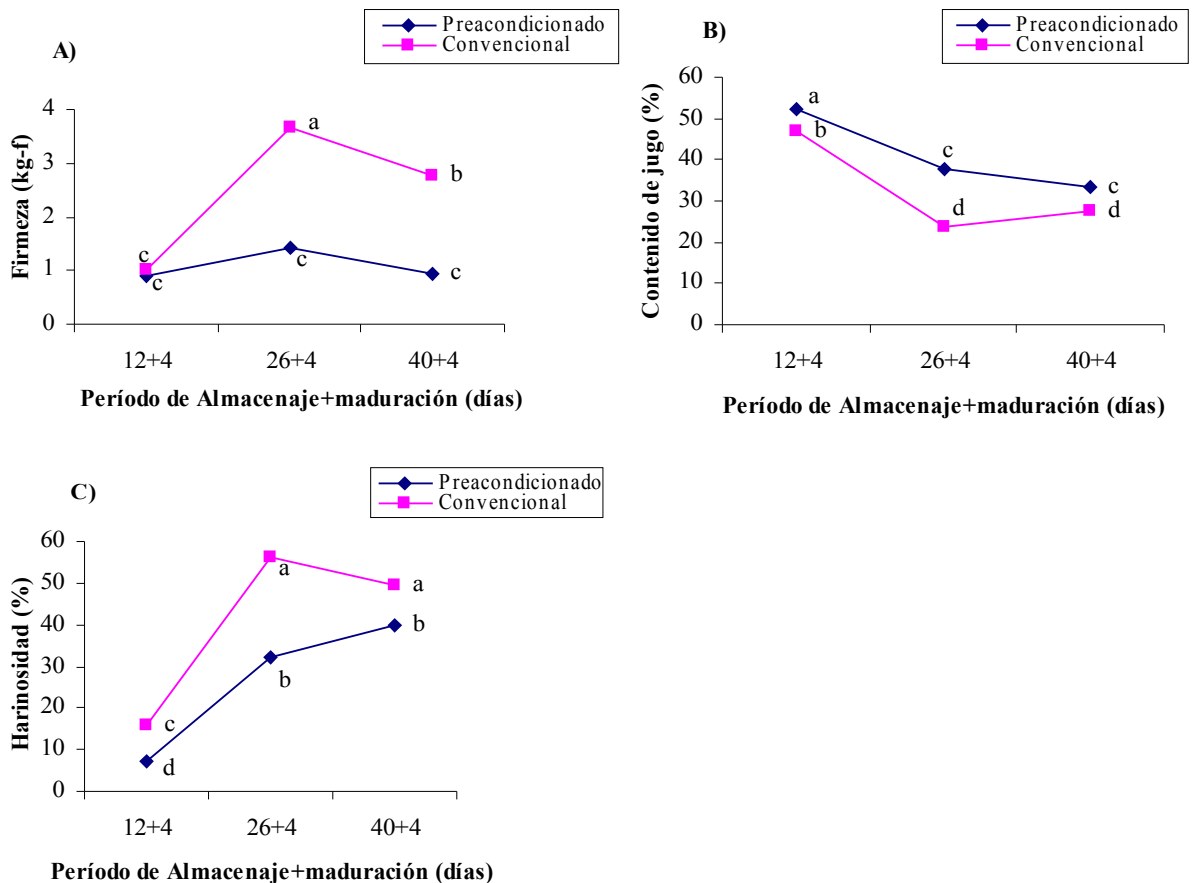 A)
Preacondicionado
Convencional
Firmeza (kg-f)
4
3
2
1
0
c
c
a
c
b
c
12+4 26+4 40+4
Período de Almacenaje+maduración (días)
B)
Preacondicionado
Convencional
Contenido de jugo (%)
60
50
40
30
20
10
0
a
b
c
d
c
d
12+4 26+4 40+4
Período de Almacenaje+maduración (días)
C)
Preacondicionado
Convencional
Harinosidad (%)
60
50
40
30
20
10
0
c
d
a
b
a
b
12+4 26+4 40+4
Período de Almacenaje+maduración (días)